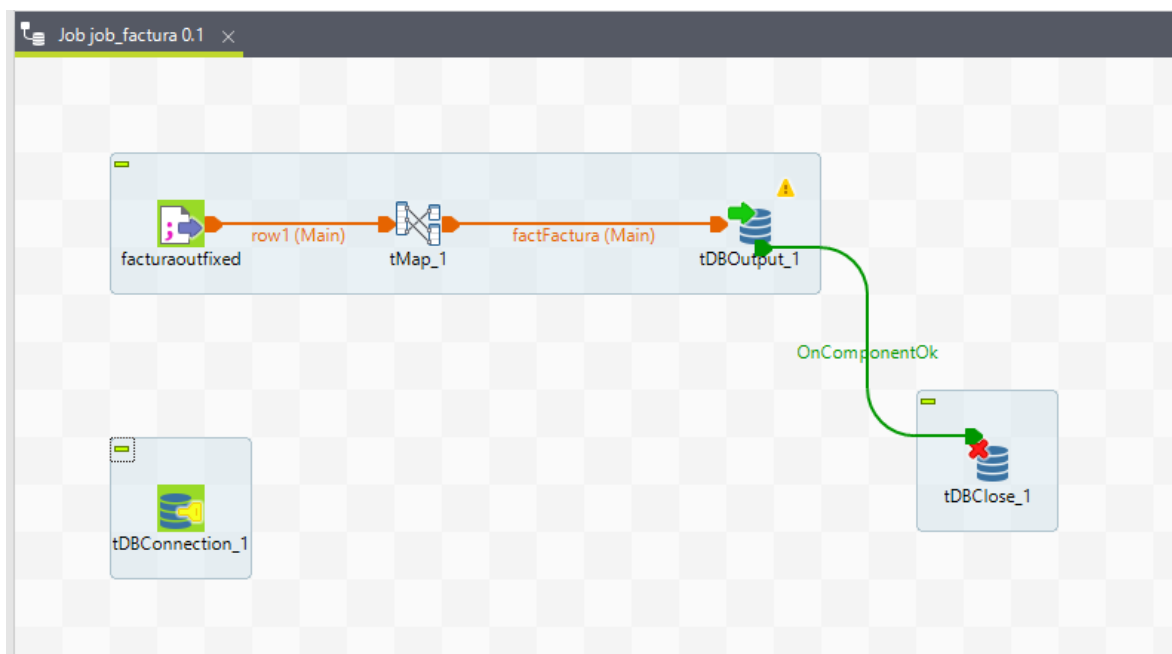 Job job_factura 0.1
row1 (Main)
factFactura (Main)
facturaoutfixed
tMap_1
tDBOutput_1
OnComponentOk
tDBClose_1
tDBConnection_1